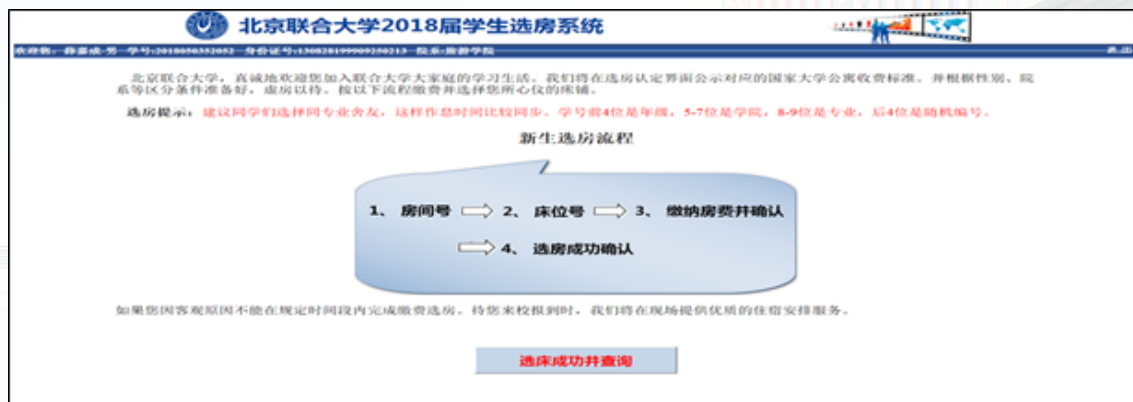 北京联合大学2018届学生选房系统
欢迎您: 薛嘉成-男 学号:2018050352052 身份证号:130828199909250213 院系:旅游学院 退出
北京联合大学，真诚地欢迎您加入联合大学大家庭的学习生活。我们将在选房认定界面公示对应的国家大学公寓收费标准。并根据性别、院
系等区分条件准备好，虚房以待。按以下流程缴费并选择您所心仪的床铺。
选房提示：建议同学们选择同专业舍友，这样作息时间比较同步。学号前4位是年级，5-7位是学院，8-9位是专业，后4位是随机编号。
新生选房流程
1、 房间号 2、 床位号 3、 缴纳房费并确认
4、 选房成功确认
如果您因客观原因不能在规定时间段内完成缴费选房。待您来校报到时，我们将在现场提供优质的住宿安排服务。
选床成功并查询